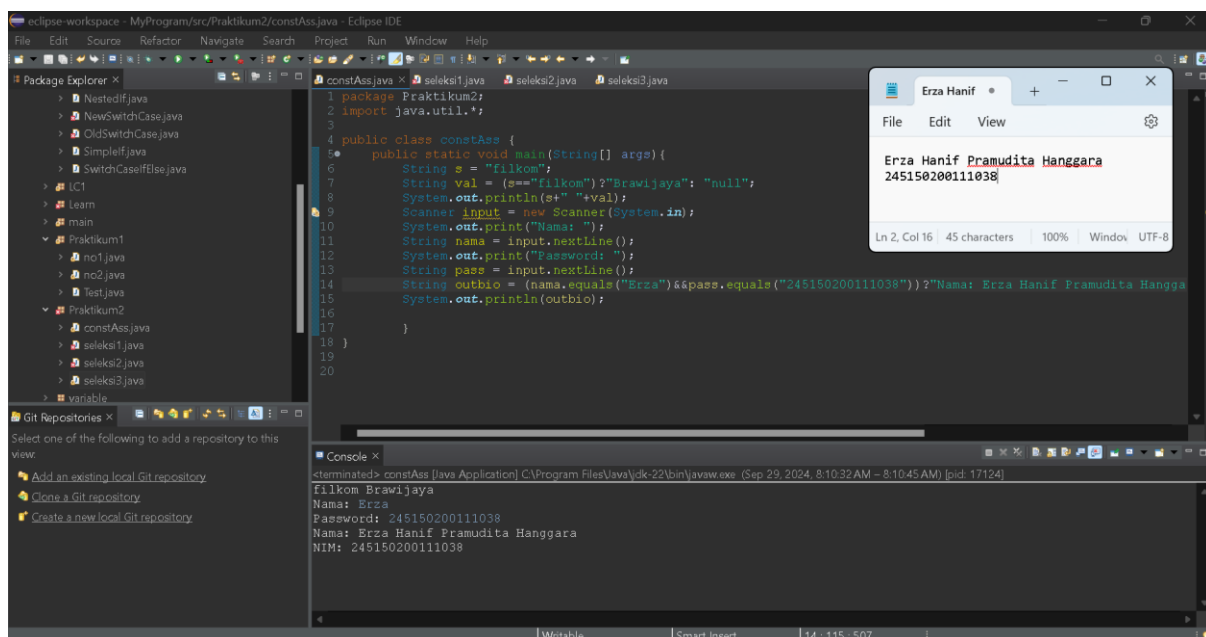 eclipse-workspace - MyProgram/src/Praktikum2/constAss.java - Eclipse IDE
File Edit Source Refactor Navigate Search Project Run Window Help
Package Explorer
NestedIf.java
NewSwitchCase.java
OldSwitchCase.java
SimpleIf.java
SwitchCaseIfElse.java
LC1
Learn
main
Praktikum1
no1.java
no2.java
Test.java
Praktikum2
constAss.java
seleksi1.java
seleksi2.java
seleksi3.java
variable
Git Repositories
Select one of the following to add a repository to this
view:
Add an existing local Git repository
Clone a Git repository
Create a new local Git repository
constAss.java seleksi1.java seleksi2.java seleksi3.java
1 package Praktikum2;
2 import java.util.*;
3
4 public class constAss {
5 public static void main(String[] args){
6 String s = "filkom";
7 String val = (s=="filkom")?"Brawijaya": "null";
8 System.out.println(s+" "+val);
9 Scanner input = new Scanner(System.in);
10 System.out.print("Nama: ");
11 String nama = input.nextLine();
12 System.out.print("Password: ");
13 String pass = input.nextLine();
14 String outbio = (nama.equals("Erza")&&pass.equals("245150200111038"))?"Nama: Erza Hanif Pramudita Hangga
15 System.out.println(outbio);
16
17 }
18 }
19
20
Erza Hanif
File Edit View
Erza Hanif Pramudita Hanggara
245150200111038
Ln 2, Col 16 45 characters 100% Window UTF-8
Console
<terminated> constAss [Java Application] C:\Program Files\Java\jdk-22\bin\javaw.exe (Sep 29, 2024, 8:10:32 AM – 8:10:45 AM) [pid: 17124]
filkom Brawijaya
Nama: Erza
Password: 245150200111038
Nama: Erza Hanif Pramudita Hanggara
NIM: 245150200111038
Writable Smart Insert 14 : 115 : 507